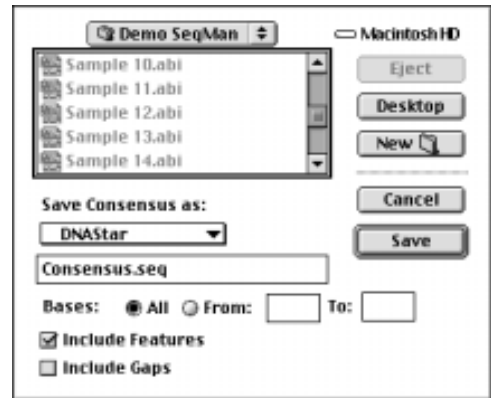 Demo SeqMan
Macintosh HD
Sample 10.abi
Sample 11.abi
Sample 12.abi
Sample 13.abi
Sample 14.abi
Eject
Desktop
New
Save Consensus as:
Cancel
DNAStar
Save
Consensus.seq
Bases: All From: To:
Include Features
Include Gaps